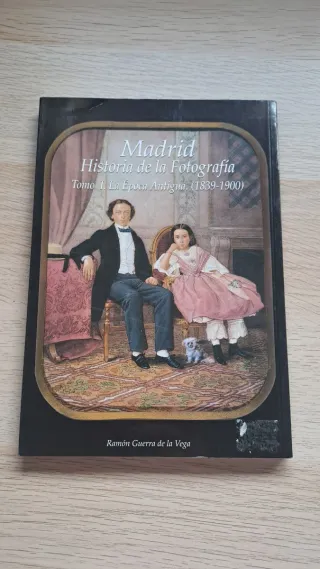 Madrid
Historia de la Fotografía
Tomo I. La Época Antigua. (1839-1900)
Ramón Guerra de la Vega